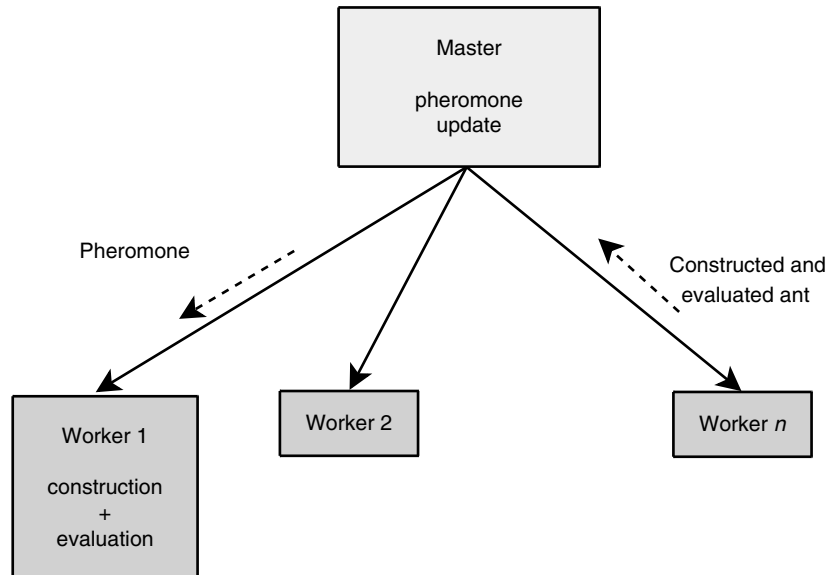 Master
pheromone
update
Pheromone
Constructed and
evaluated ant
Worker 1
construction
+
evaluation
Worker 2
Worker n